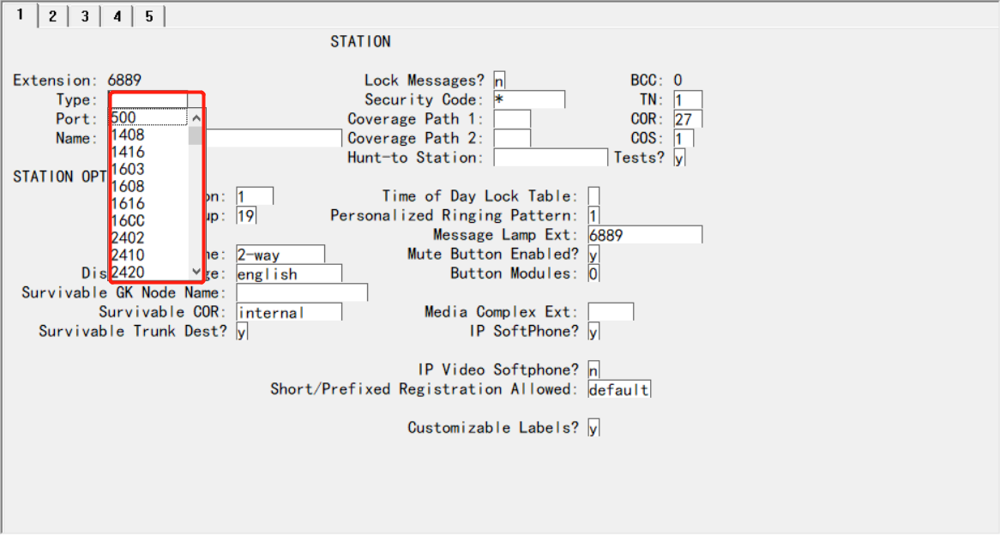 1 2 3 4 5
STATION
Extension: 6889 Lock Messages? n BCC: 0
Type: Security Code: * TN: 1
Port: Coverage Path 1: COR: 27
Name: Coverage Path 2: COS: 1
Hunt-to Station: Tests? y
500
1408
1416
1603
1608
1616
16CC
2402
2410
2420
STATION OPT
on: 1 Time of Day Lock Table:
up: 19 Personalized Ringing Pattern: 1
Message Lamp Ext: 6889
ne: 2-way Mute Button Enabled? y
Dis ge: english Button Modules: 0
Survivable GK Node Name:
Survivable COR: internal Media Complex Ext:
Survivable Trunk Dest? y IP SoftPhone? y
IP Video Softphone? n
Short/Prefixed Registration Allowed: default
Customizable Labels? y